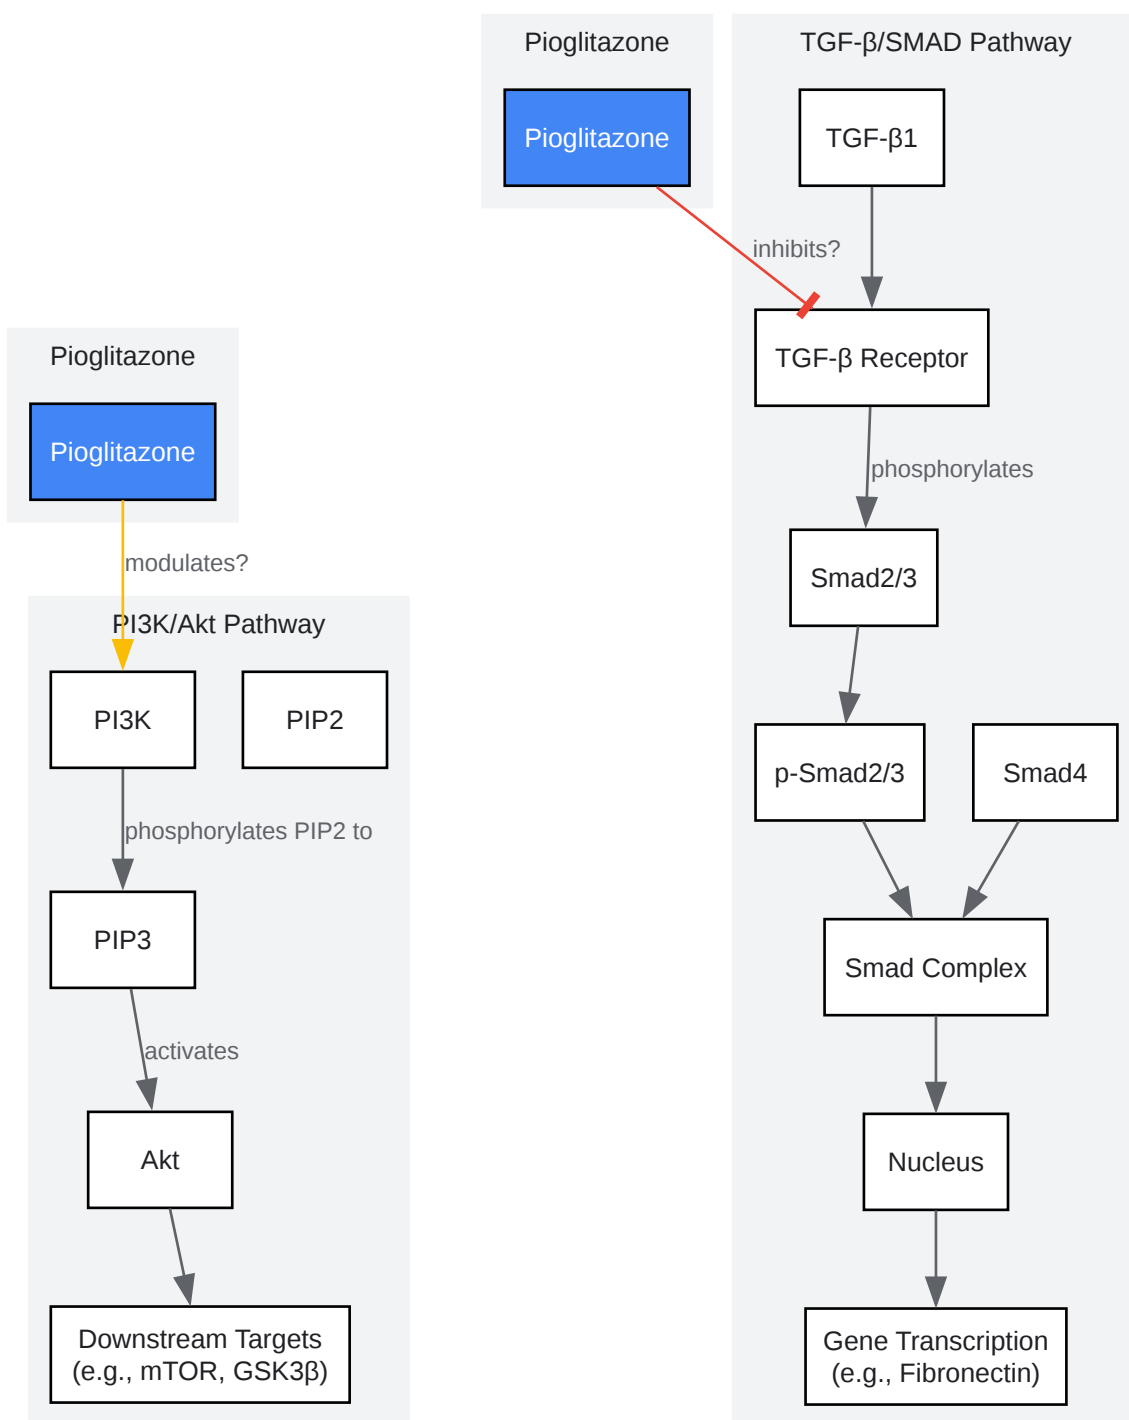 Pioglitazone
Pioglitazone
modulates?
PI3K/Akt Pathway
PI3K
PIP2
phosphorylates PIP2 to
PIP3
activates
Akt
Downstream Targets
(e.g., mTOR, GSK3β)
Pioglitazone
Pioglitazone
inhibits?
TGF-β/SMAD Pathway
TGF-β1
TGF-β Receptor
phosphorylates
Smad2/3
p-Smad2/3
Smad4
Smad Complex
Nucleus
Gene Transcription
(e.g., Fibronectin)